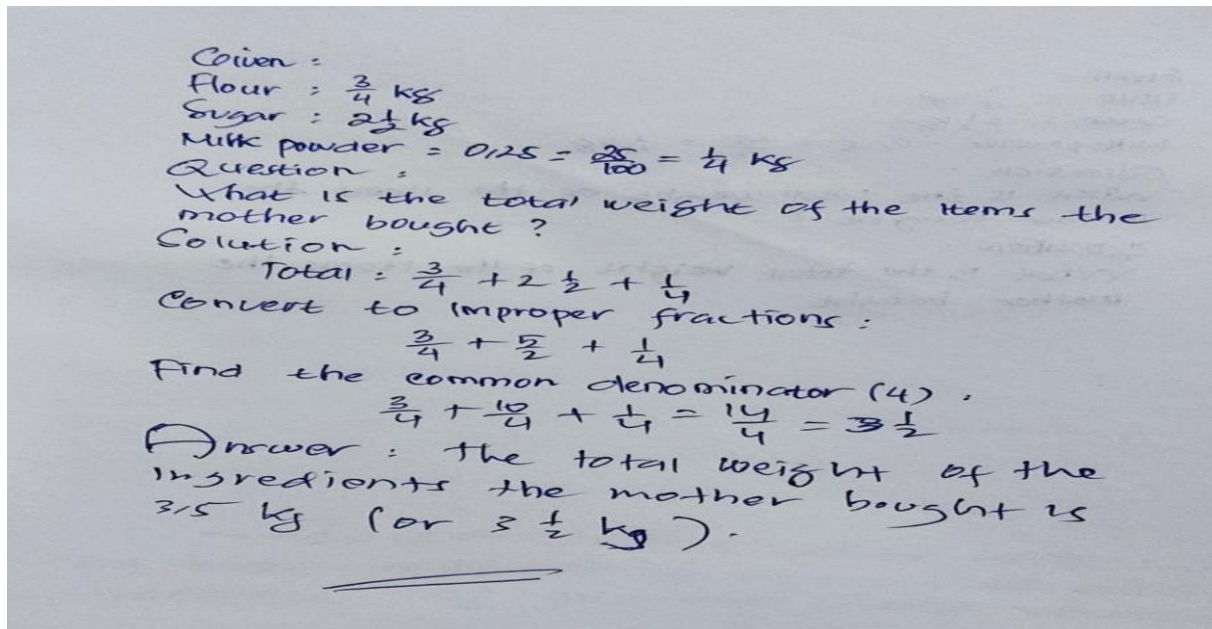 Given :
Flour : 3/4 kg
Sugar : 2 1/2 kg
Milk powder = 0,25 = 25/100 = 1/4 kg
Question :
What is the total weight of the items the
mother bought ?
Solution :
Total : 3/4 + 2 1/2 + 1/4
Convert to improper fractions :
3/4 + 5/2 + 1/4
Find the common denominator (4) .
3/4 + 10/4 + 1/4 = 14/4 = 3 1/2
Answer : the total weight of the
ingredients the mother bought is
3,5 kg (or 3 1/2 kg ) .